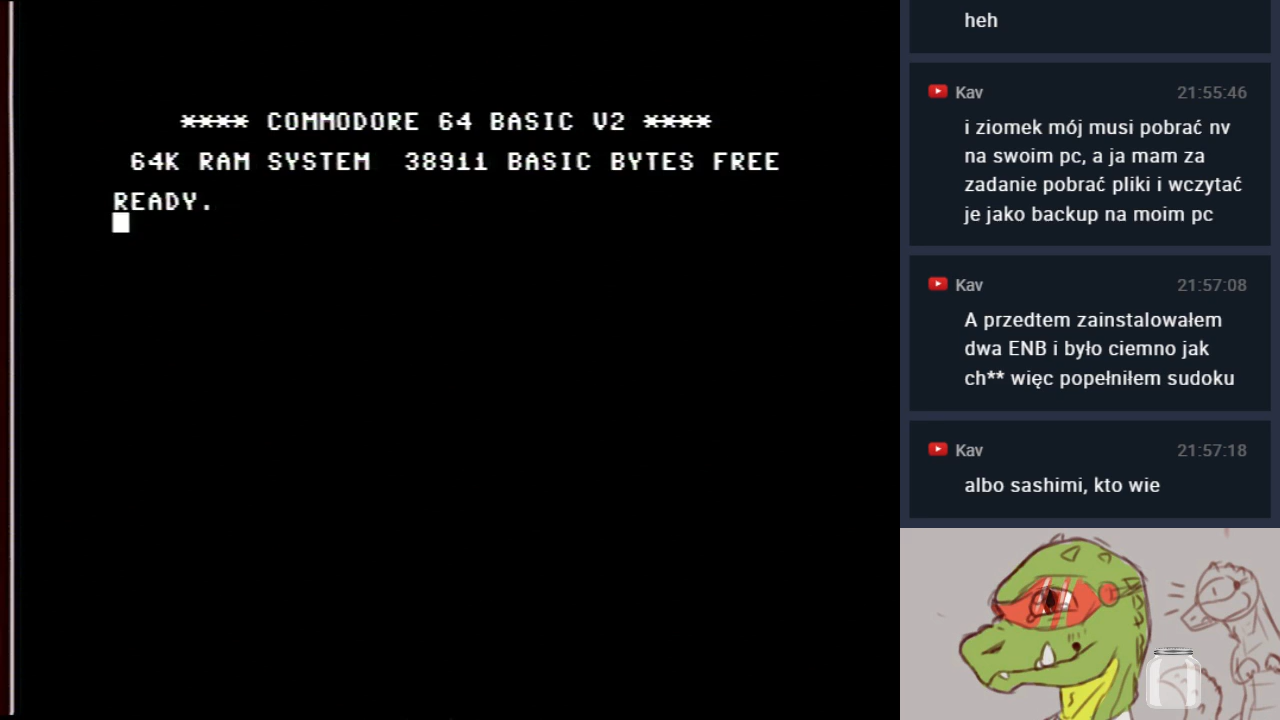 **** COMMODORE 64 BASIC V2 ****
64K RAM SYSTEM 38911 BASIC BYTES FREE
READY.
heh
Kav 21:55:46
i ziomek mój musi pobrać nv
na swoim pc, a ja mam za
zadanie pobrać pliki i wczytać
je jako backup na moim pc
Kav 21:57:08
A przedtem zainstalowałem
dwa ENB i było ciemno jak
ch** więc popełniłem sudoku
Kav 21:57:18
albo sashimi, kto wie